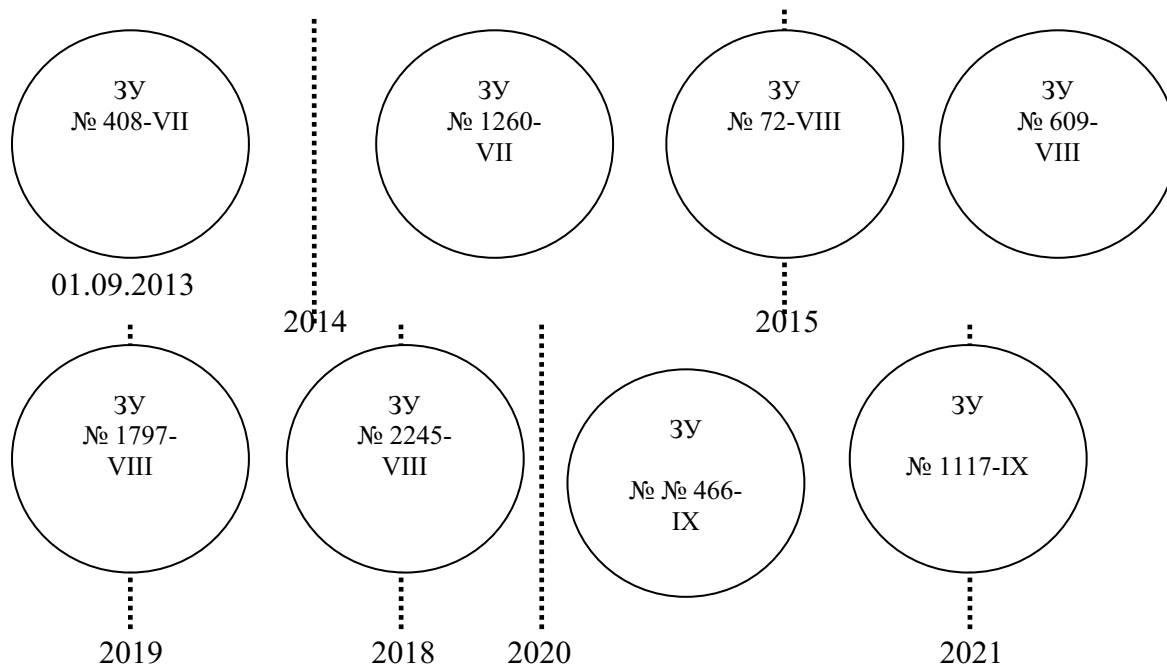 ЗУ
№ 408-VII
ЗУ
№ 1260-
VII
ЗУ
№ 72-VIII
ЗУ
№ 609-
VIII
01.09.2013
2014
2015
ЗУ
№ 1797-
VIII
ЗУ
№ 2245-
VIII
ЗУ
№ № 466-
IX
ЗУ
№ 1117-IX
2019
2018
2020
2021